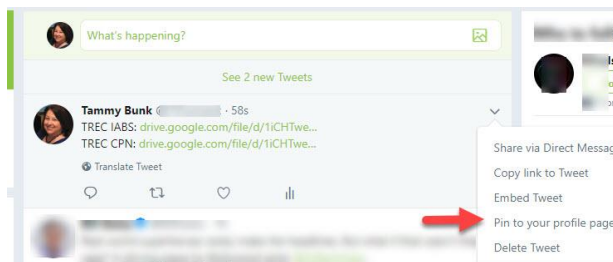 What's happening?
See 2 new Tweets
Tammy Bunk @ · 58s
TREC IABS: drive.google.com/file/d/1iCHTwe...
TREC CPN: drive.google.com/file/d/1iCHTwe...
Translate Tweet
Share via Direct Messag
Copy link to Tweet
Embed Tweet
Pin to your profile page
Delete Tweet